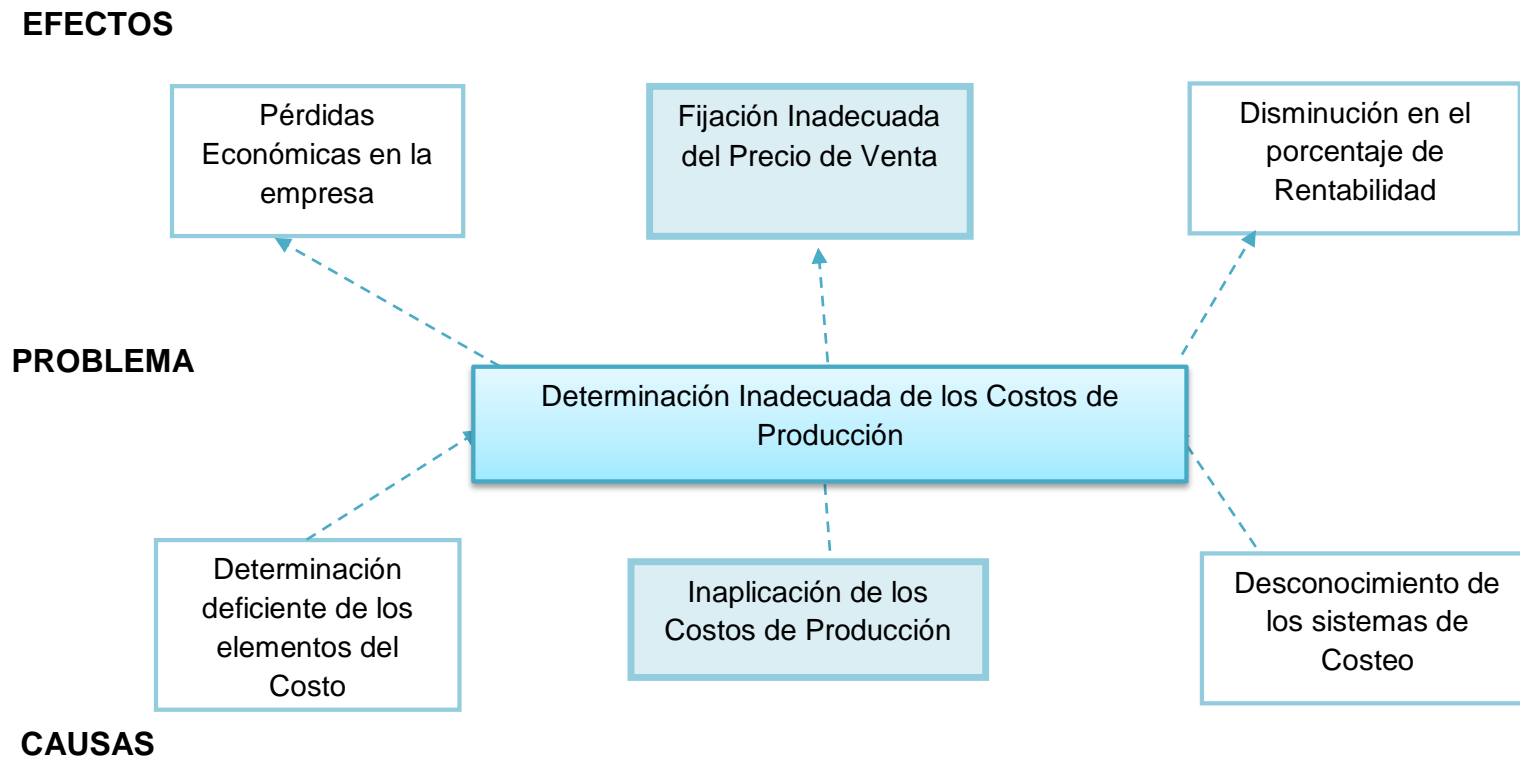 EFECTOS
Pérdidas
Económicas en la
empresa
Fijación Inadecuada
del Precio de Venta
Disminución en el
porcentaje de
Rentabilidad
PROBLEMA
Determinación Inadecuada de los Costos de
Producción
Determinación
deficiente de los
elementos del
Costo
Inaplicación de los
Costos de Producción
Desconocimiento de
los sistemas de
Costeo
CAUSAS